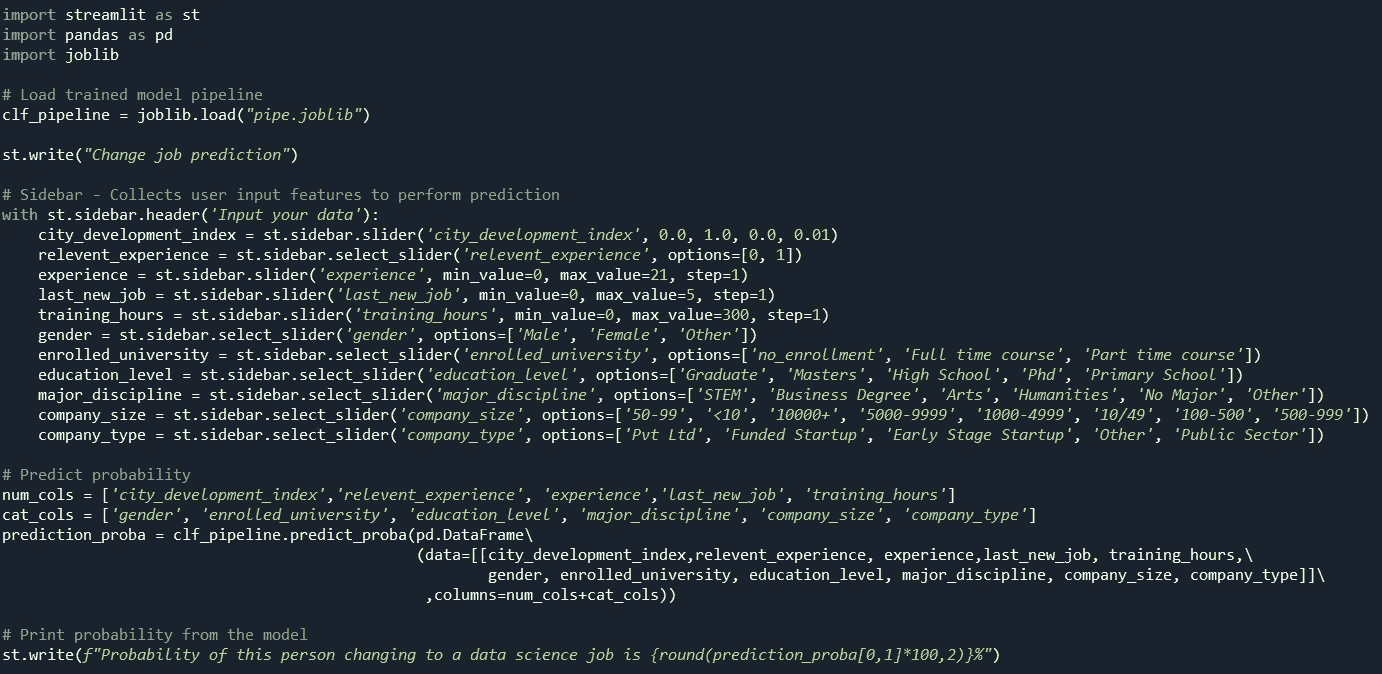 import streamlit as st
import pandas as pd
import joblib
# Load trained model pipeline
clf_pipeline = joblib.load("pipe.joblib")
st.write("Change job prediction")
# Sidebar - Collects user input features to perform prediction
with st.sidebar.header('Input your data'):
    city_development_index = st.sidebar.slider('city_development_index', 0.0, 1.0, 0.0, 0.01)
    relevent_experience = st.sidebar.select_slider('relevent_experience', options=[0, 1])
    experience = st.sidebar.slider('experience', min_value=0, max_value=21, step=1)
    last_new_job = st.sidebar.slider('last_new_job', min_value=0, max_value=5, step=1)
    training_hours = st.sidebar.slider('training_hours', min_value=0, max_value=300, step=1)
    gender = st.sidebar.select_slider('gender', options=['Male', 'Female', 'Other'])
    enrolled_university = st.sidebar.select_slider('enrolled_university', options=['no_enrollment', 'Full time course', 'Part time course'])
    education_level = st.sidebar.select_slider('education_level', options=['Graduate', 'Masters', 'High School', 'Phd', 'Primary School'])
    major_discipline = st.sidebar.select_slider('major_discipline', options=['STEM', 'Business Degree', 'Arts', 'Humanities', 'No Major', 'Other'])
    company_size = st.sidebar.select_slider('company_size', options=['50-99', '<10', '10000+', '5000-9999', '1000-4999', '10/49', '100-500', '500-999'])
    company_type = st.sidebar.select_slider('company_type', options=['Pvt Ltd', 'Funded Startup', 'Early Stage Startup', 'Other', 'Public Sector'])
# Predict probability
num_cols = ['city_development_index','relevent_experience', 'experience','last_new_job', 'training_hours']
cat_cols = ['gender', 'enrolled_university', 'education_level', 'major_discipline', 'company_size', 'company_type']
prediction_proba = clf_pipeline.predict_proba(pd.DataFrame\
                                              (data=[[city_development_index,relevent_experience, experience,last_new_job, training_hours,\
                                                      gender, enrolled_university, education_level, major_discipline, company_size, company_type]]\
                                               ,columns=num_cols+cat_cols))
# Print probability from the model
st.write(f"Probability of this person changing to a data science job is {round(prediction_proba[0,1]*100,2)}%")